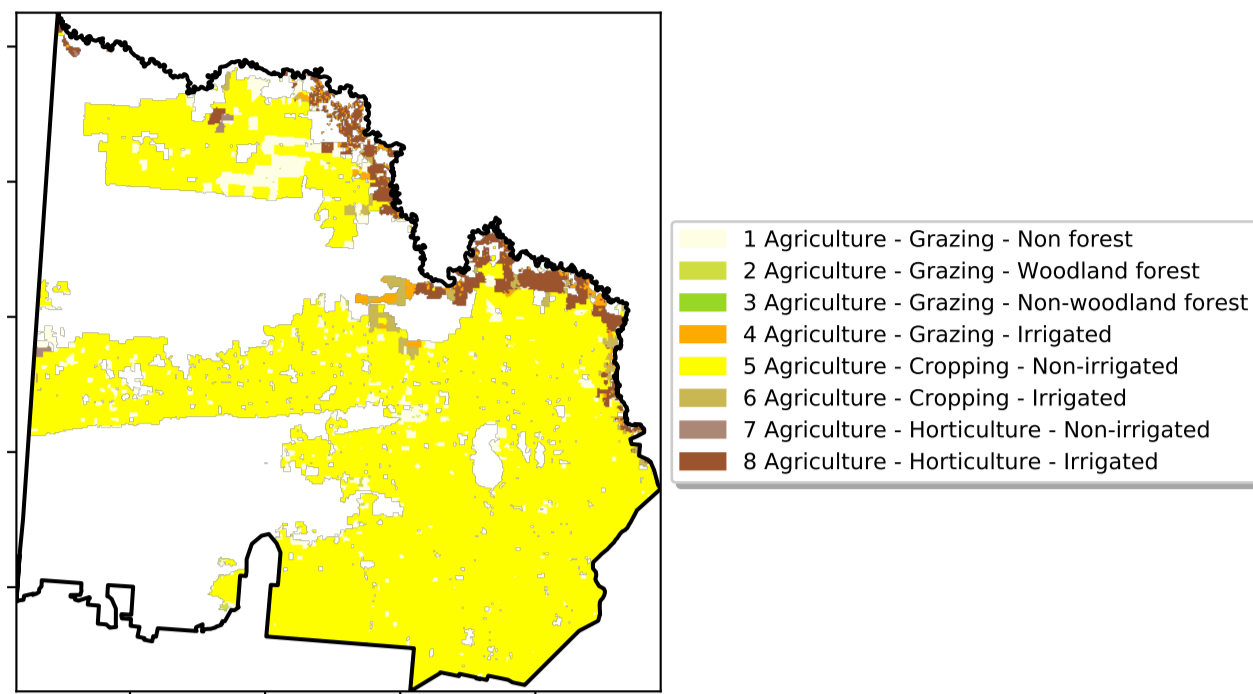 1 Agriculture - Grazing - Non forest
2 Agriculture - Grazing - Woodland forest
3 Agriculture - Grazing - Non-woodland forest
4 Agriculture - Grazing - Irrigated
5 Agriculture - Cropping - Non-irrigated
6 Agriculture - Cropping - Irrigated
7 Agriculture - Horticulture - Non-irrigated
8 Agriculture - Horticulture - Irrigated